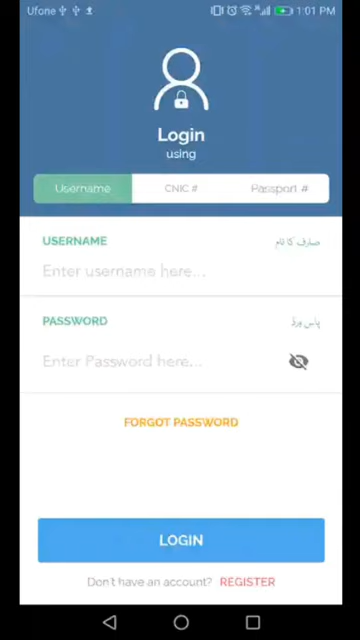 Ufone 1:01 PM
Login
using
Username CNIC # Passport #
USERNAME صارف کا نام
Enter username here...
PASSWORD پاس ورڈ
Enter Password here...
FORGOT PASSWORD
LOGIN
Don't have an account? REGISTER